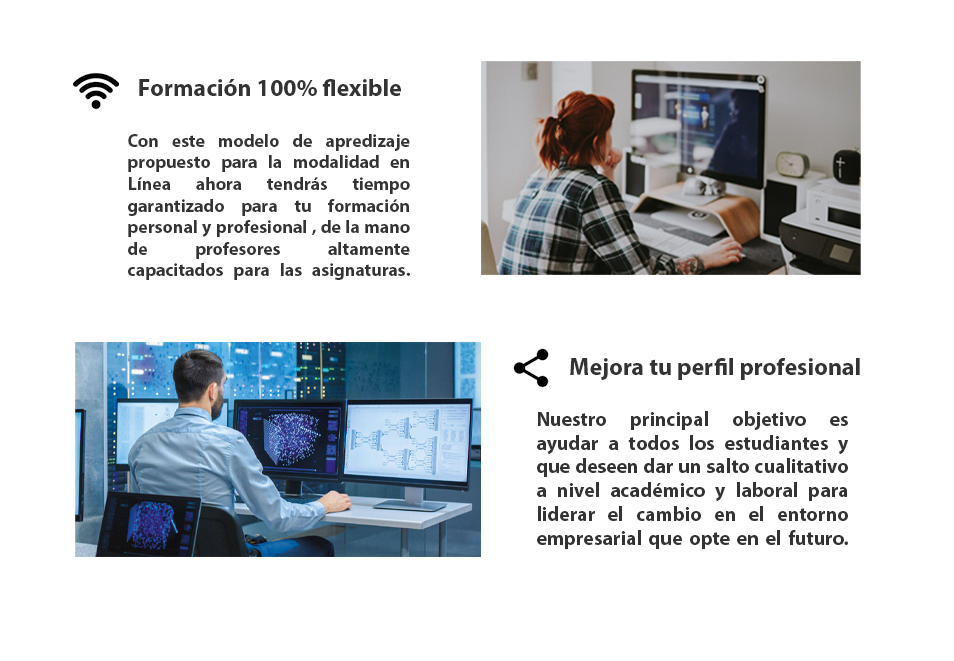 Formación 100% flexible
Con este modelo de apredizaje
propuesto para la modalidad en
Línea ahora tendrás tiempo
garantizado para tu formación
personal y profesional , de la mano
de profesores altamente
capacitados para las asignaturas.
Mejora tu perfil profesional
Nuestro principal objetivo es
ayudar a todos los estudiantes y
que deseen dar un salto cualitativo
a nivel académico y laboral para
liderar el cambio en el entorno
empresarial que opte en el futuro.